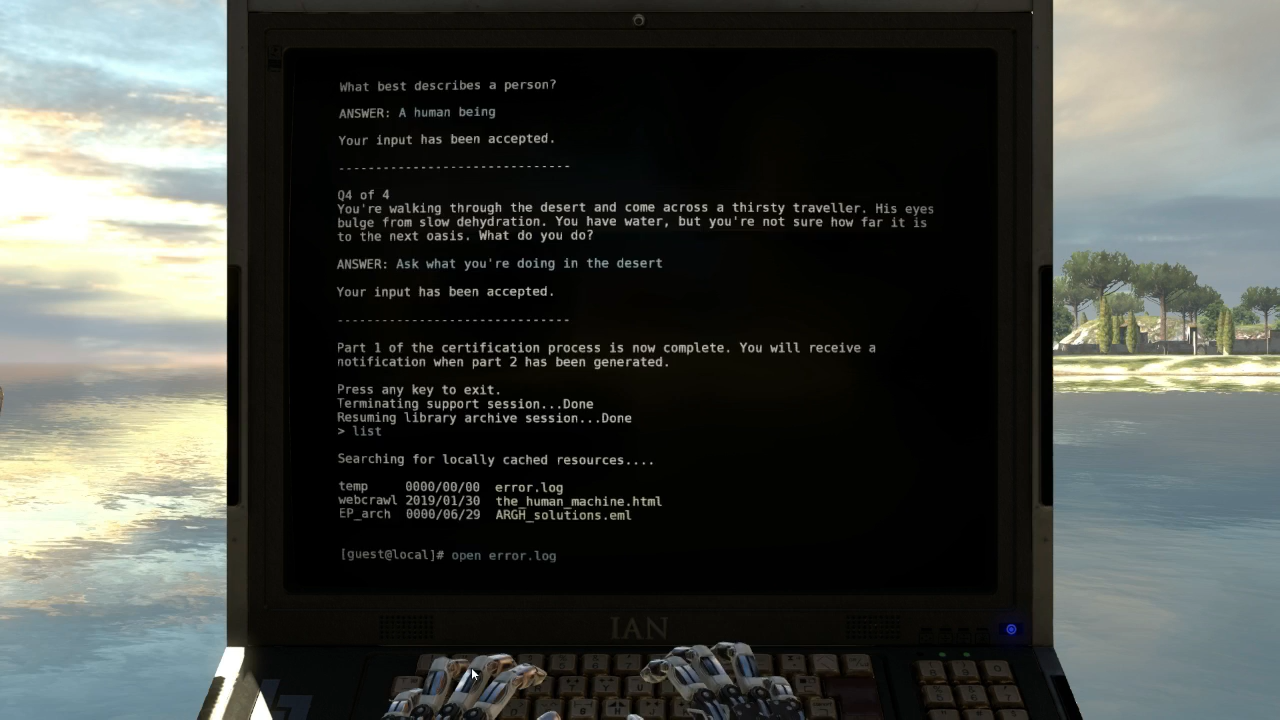 What best describes a person?
ANSWER: A human being
Your input has been accepted.
-------------------------------
Q4 of 4
You're walking through the desert and come across a thirsty traveller. His eyes
bulge from slow dehydration. You have water, but you're not sure how far it is
to the next oasis. What do you do?
ANSWER: Ask what you're doing in the desert
Your input has been accepted.
-------------------------------
Part 1 of the certification process is now complete. You will receive a
notification when part 2 has been generated.
Press any key to exit.
Terminating support session...Done
Resuming library archive session...Done
> list
Searching for locally cached resources....
temp 0000/00/00 error.log
webcrawl 2019/01/30 the_human_machine.html
EP_arch 0000/06/29 ARGH_solutions.eml
[guest@local]# open error.log
IAN